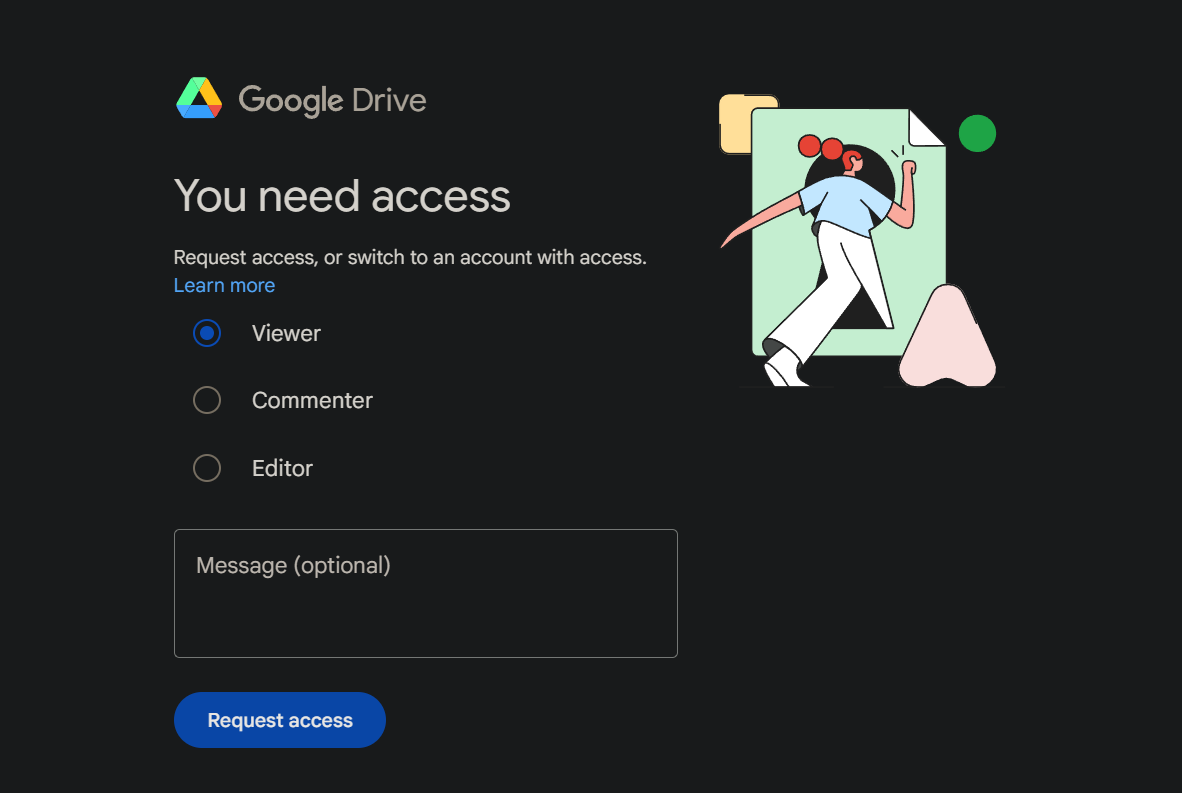 Google Drive
You need access
Request access, or switch to an account with access.
Learn more
Viewer
Commenter
Editor
Message (optional)
Request access